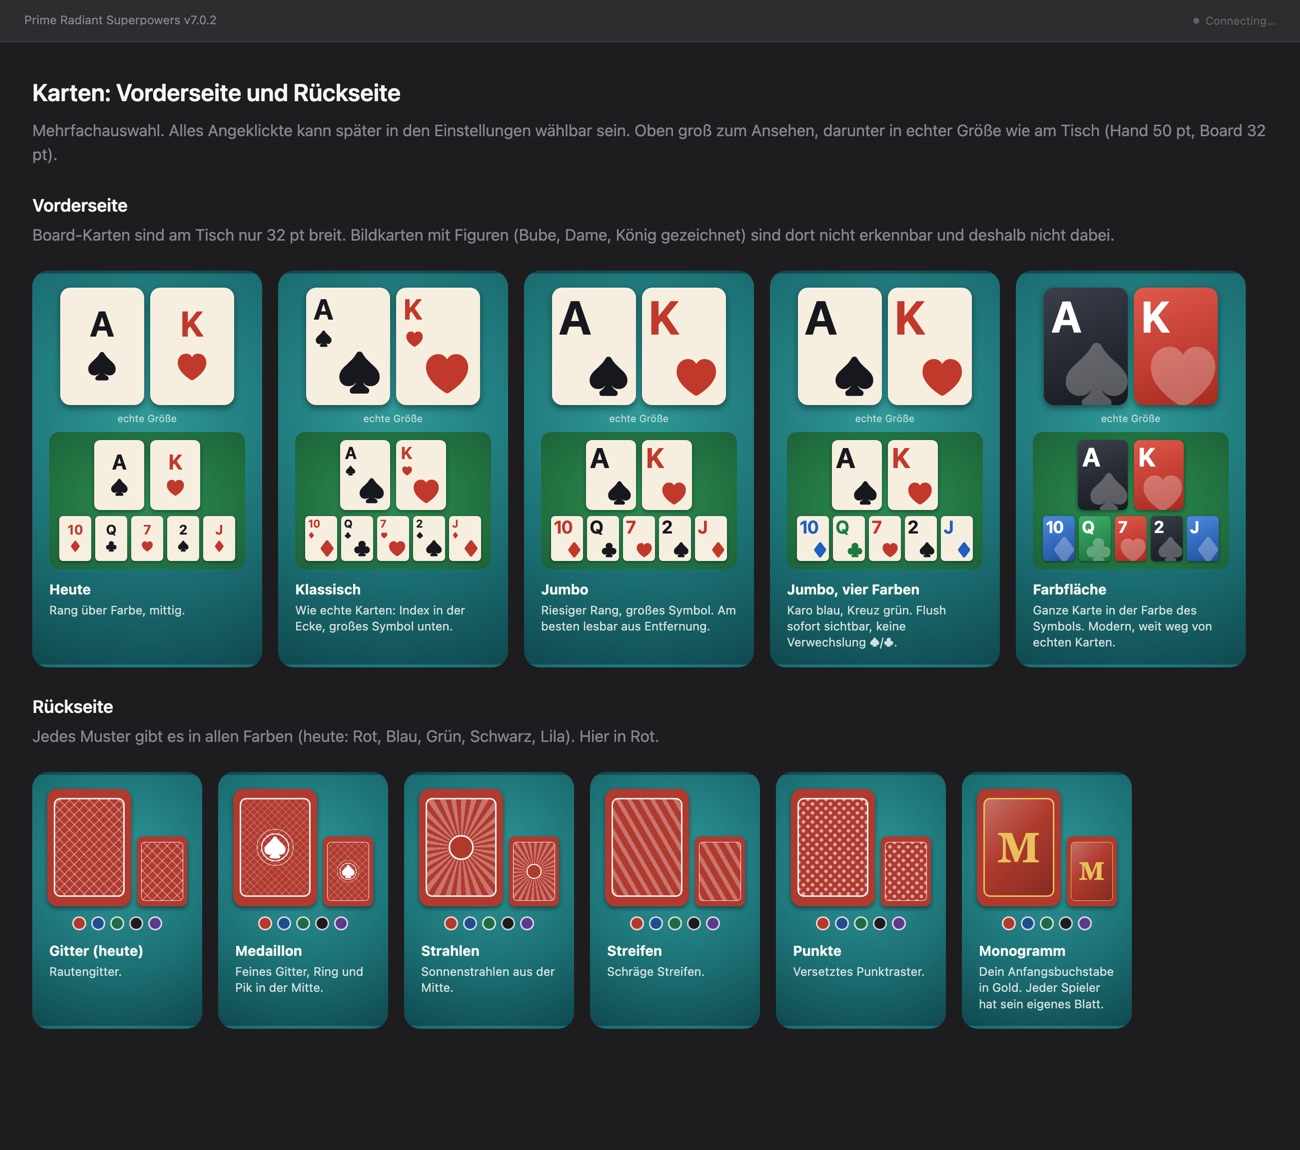 Prime Radiant Superpowers v7.0.2
Connecting...
Karten: Vorderseite und Rückseite
Mehrfachauswahl. Alles Angeklickte kann später in den Einstellungen wählbar sein. Oben groß zum Ansehen, darunter in echter Größe wie am Tisch (Hand 50 pt, Board 32
pt).
Vorderseite
Board-Karten sind am Tisch nur 32 pt breit. Bildkarten mit Figuren (Bube, Dame, König gezeichnet) sind dort nicht erkennbar und deshalb nicht dabei.
A K
echte Größe
A K
10 Q 7 2 J
Heute
Rang über Farbe, mittig.
A K
echte Größe
A K
10 Q 7 2 J
Klassisch
Wie echte Karten: Index in der
Ecke, großes Symbol unten.
A K
echte Größe
A K
10 Q 7 2 J
Jumbo
Riesiger Rang, großes Symbol. Am
besten lesbar aus Entfernung.
A K
echte Größe
A K
10 Q 7 2 J
Jumbo, vier Farben
Karo blau, Kreuz grün. Flush
sofort sichtbar, keine
Verwechslung ♠/♣.
A K
echte Größe
A K
10 Q 7 2 J
Farbfläche
Ganze Karte in der Farbe des
Symbols. Modern, weit weg von
echten Karten.
Rückseite
Jedes Muster gibt es in allen Farben (heute: Rot, Blau, Grün, Schwarz, Lila). Hier in Rot.
Gitter (heute)
Rautengitter.
Medaillon
Feines Gitter, Ring und
Pik in der Mitte.
Strahlen
Sonnenstrahlen aus der
Mitte.
Streifen
Schräge Streifen.
Punkte
Versetztes Punktraster.
M M
Monogramm
Dein Anfangsbuchstabe
in Gold. Jeder Spieler
hat sein eigenes Blatt.